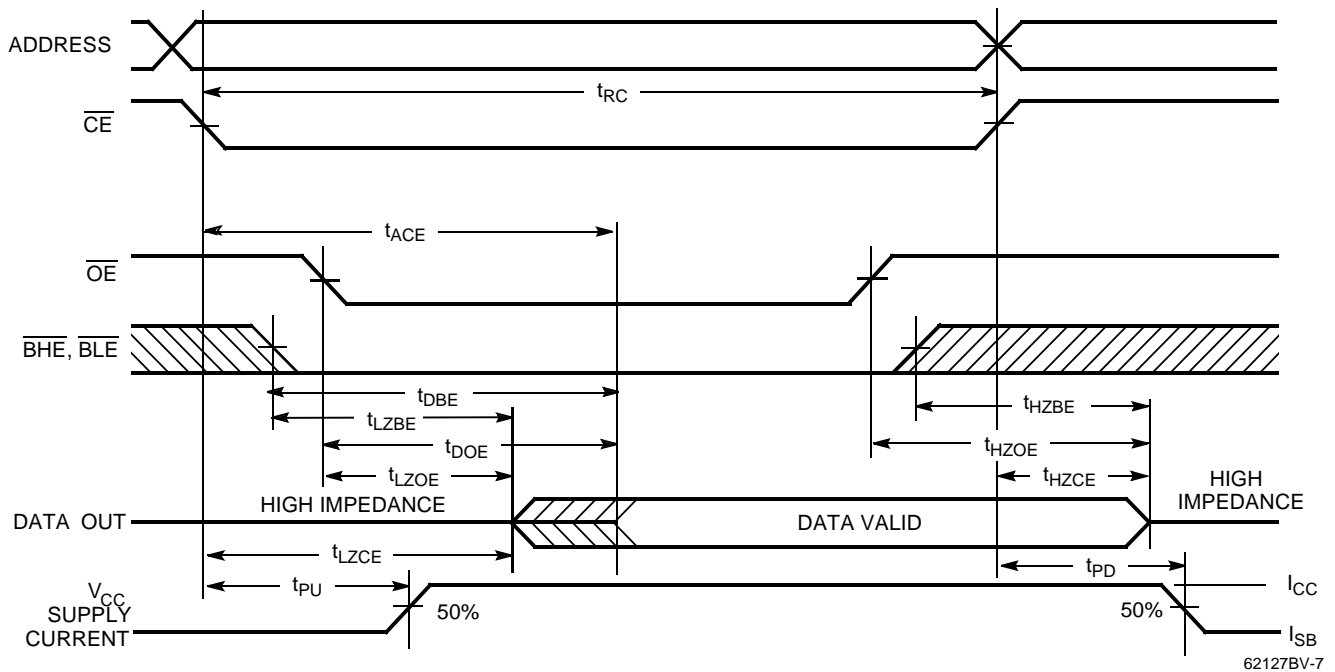 ADDRESS
tRC
CE
tACE
OE
BHE, BLE
tDBE
tLZBE
tHZBE
tDOE
tHZOE
tLZOE
tHZCE
HIGH IMPEDANCE
HIGH
IMPEDANCE
DATA OUT
DATA VALID
tLZCE
tPU
tPD
VCC
SUPPLY
CURRENT
50%
50%
ICC
ISB
62127BV-7